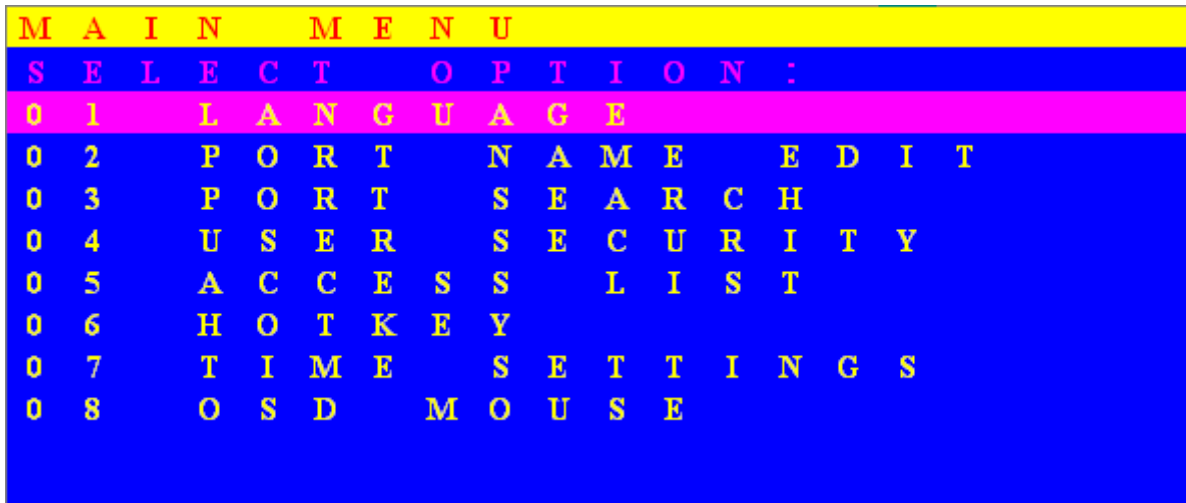 MAIN MENU
SELECT OPTION:
01 LANGUAGE
02 PORT NAME EDIT
03 PORT SEARCH
04 USER SECURITY
05 ACCESS LIST
06 HOTKEY
07 TIME SETTINGS
08 OSD MOUSE